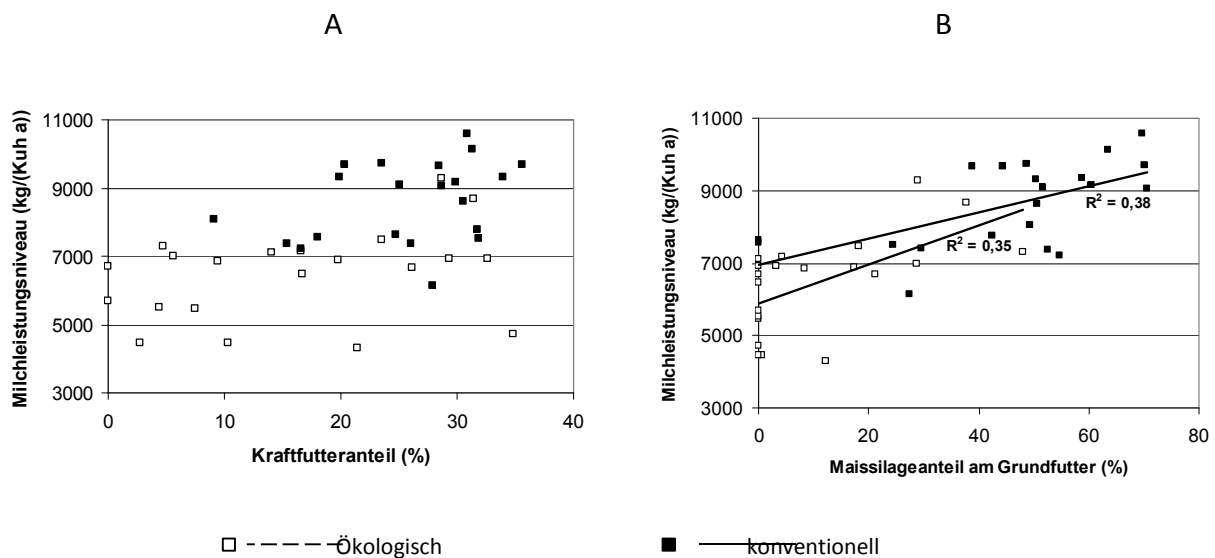 A
B
Milchleistungsniveau (kg/(Kuh a))
11000
9000
7000
5000
3000
0
10
20
30
40
Kraftfutteranteil (%)
Milchleistungsniveau (kg/(Kuh a))
11000
9000
7000
5000
3000
R² = 0,38
R² = 0,35
0
20
40
60
80
Maissilageanteil am Grundfutter (%)
Ökologisch
konventionell